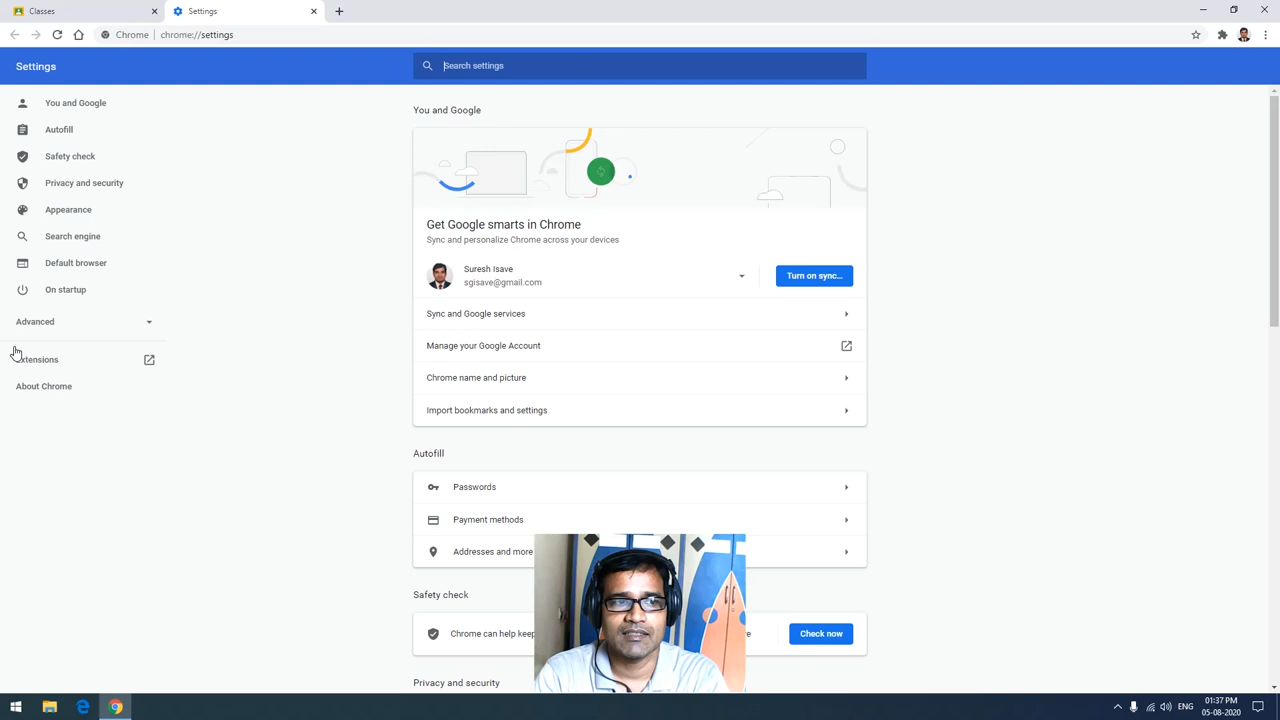 Classes
Settings
Chrome | chrome://settings
Settings
Search settings
You and Google
Autofill
Safety check
Privacy and security
Appearance
Search engine
Default browser
On startup
Advanced
Extensions
About Chrome
You and Google
Get Google smarts in Chrome
Sync and personalize Chrome across your devices
Suresh Isave
sgisave@gmail.com
Turn on sync...
Sync and Google services
Manage your Google Account
Chrome name and picture
Import bookmarks and settings
Autofill
Passwords
Payment methods
Addresses and more
Safety check
Chrome can help keep
Check now
Privacy and security
ENG
01:37 PM
05-08-2020